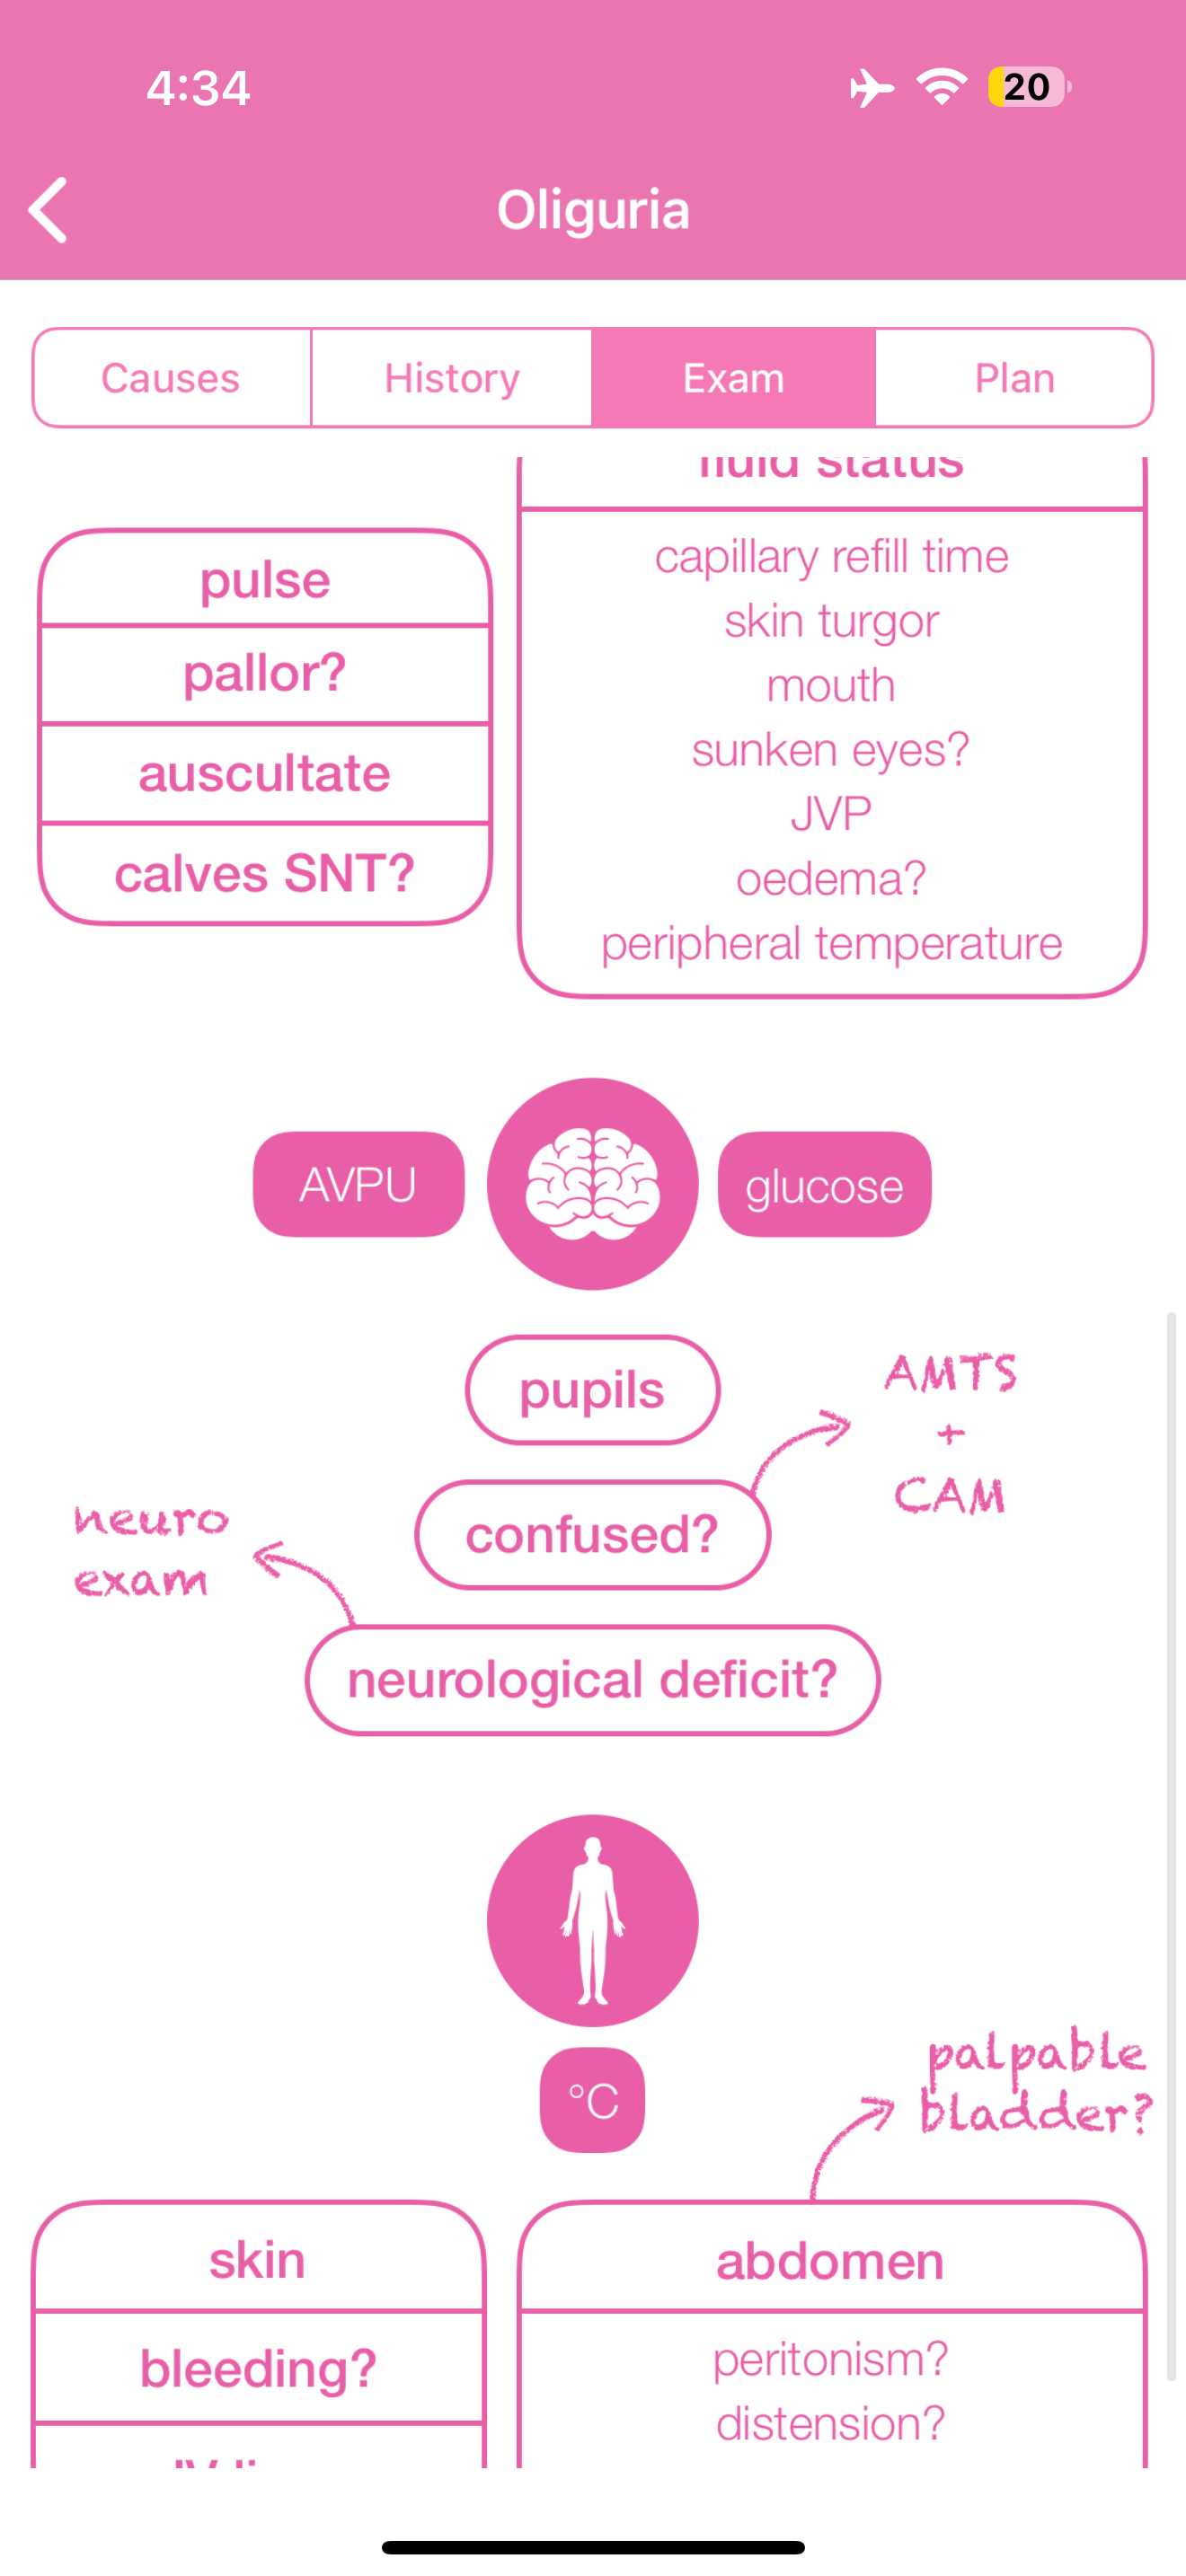 4:34
20
Oliguria
Causes
History
Exam
Plan
fluid status
pulse
pallor?
auscultate
calves SNT?
capillary refill time
skin turgor
mouth
sunken eyes?
JVP
oedema?
peripheral temperature
AVPU
glucose
pupils
AMTS
+
CAM
confused?
neuro
exam
neurological deficit?
°C
palpable
bladder?
skin
bleeding?
abdomen
peritonism?
distension?